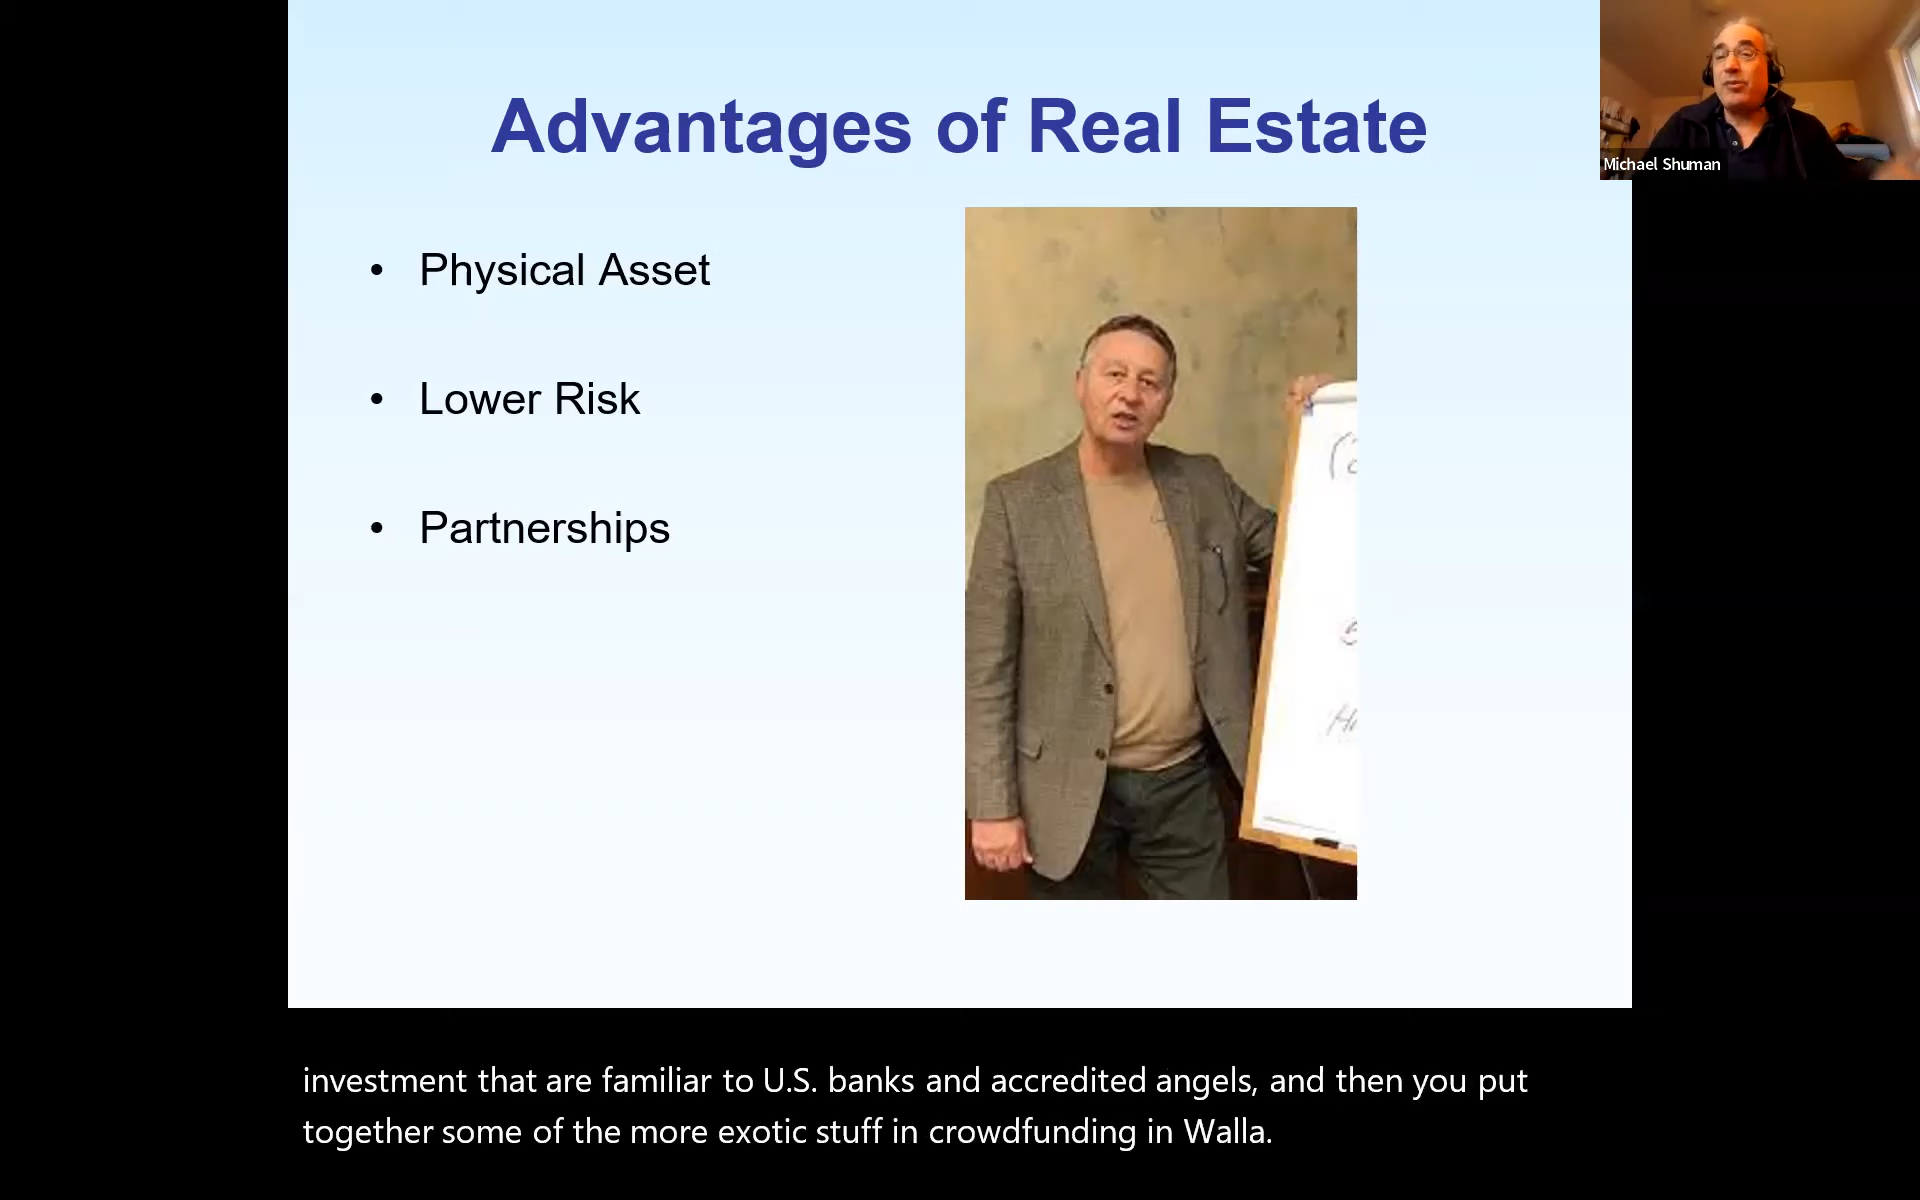 Advantages of Real Estate
Michael Shuman
• Physical Asset
• Lower Risk
• Partnerships
investment that are familiar to U.S. banks and accredited angels, and then you put
together some of the more exotic stuff in crowdfunding in Walla.